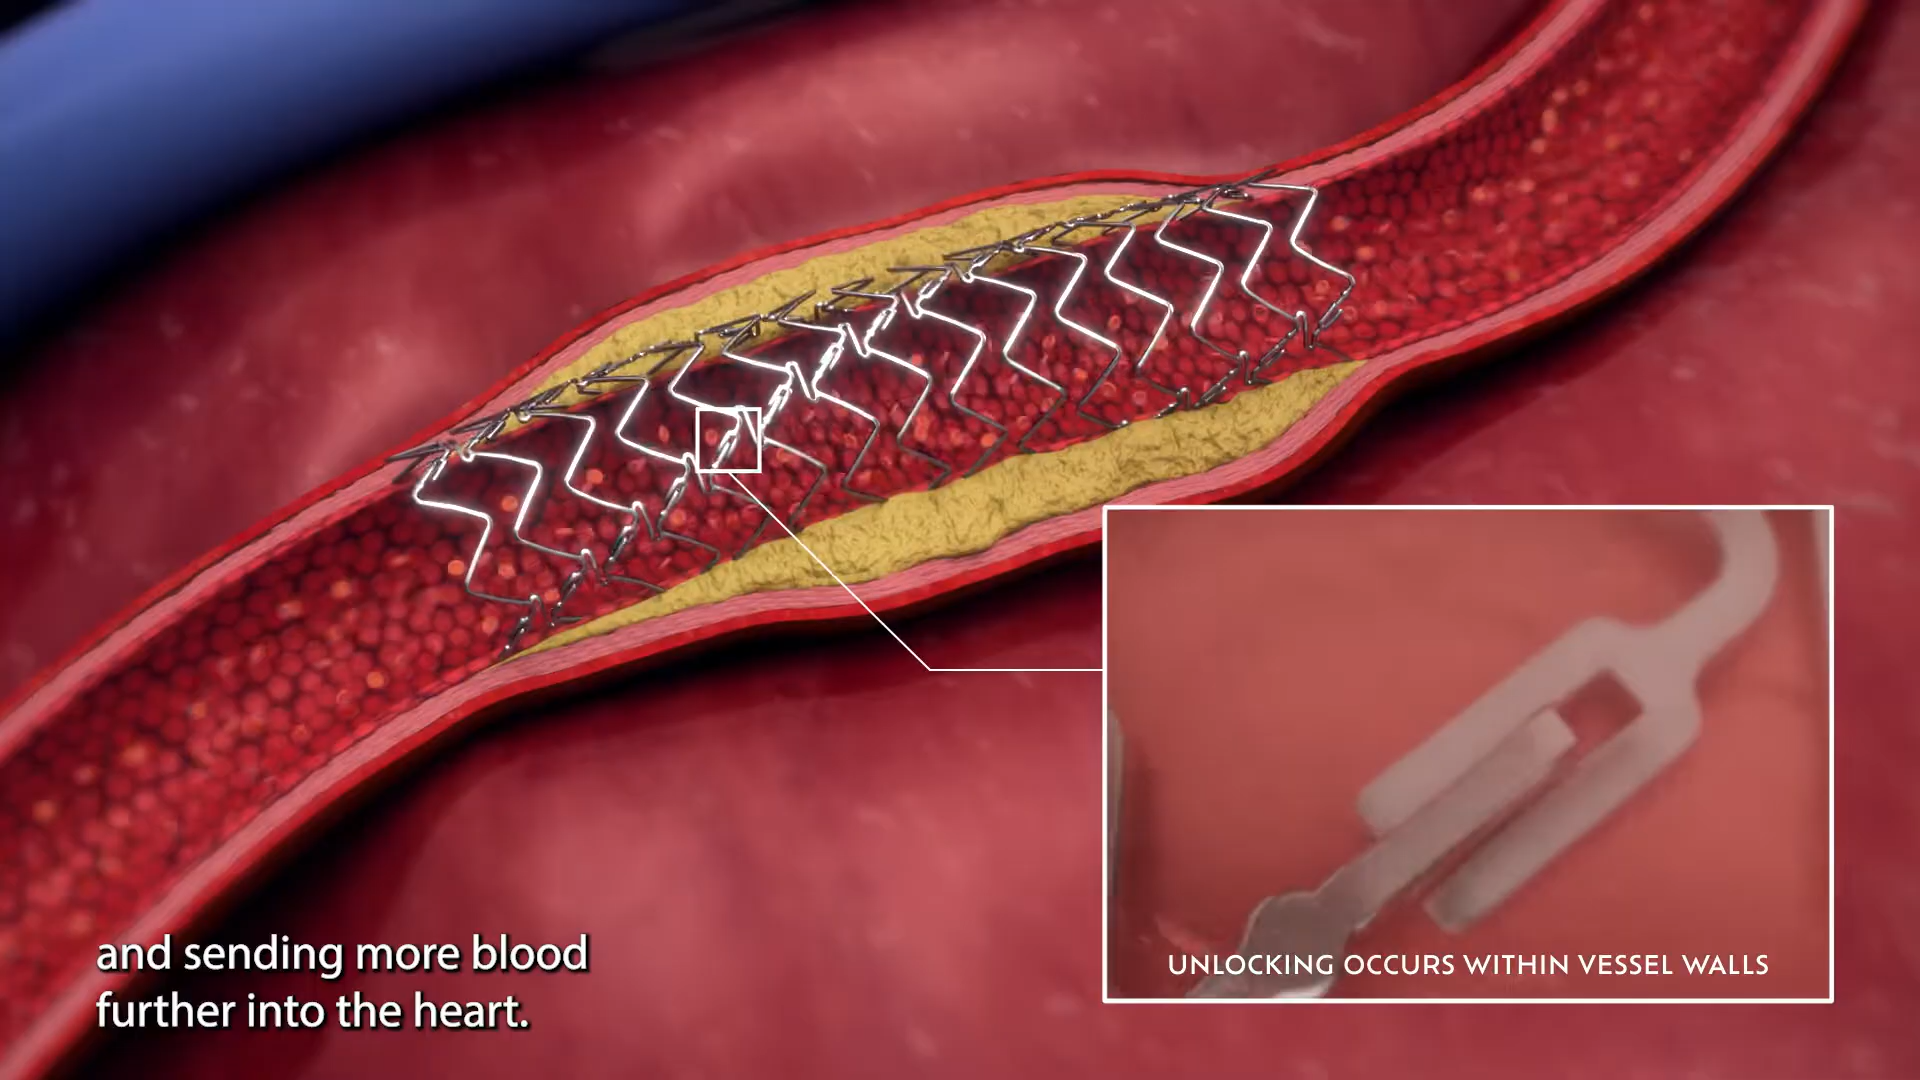 and sending more blood
further into the heart.
UNLOCKING OCCURS WITHIN VESSEL WALLS